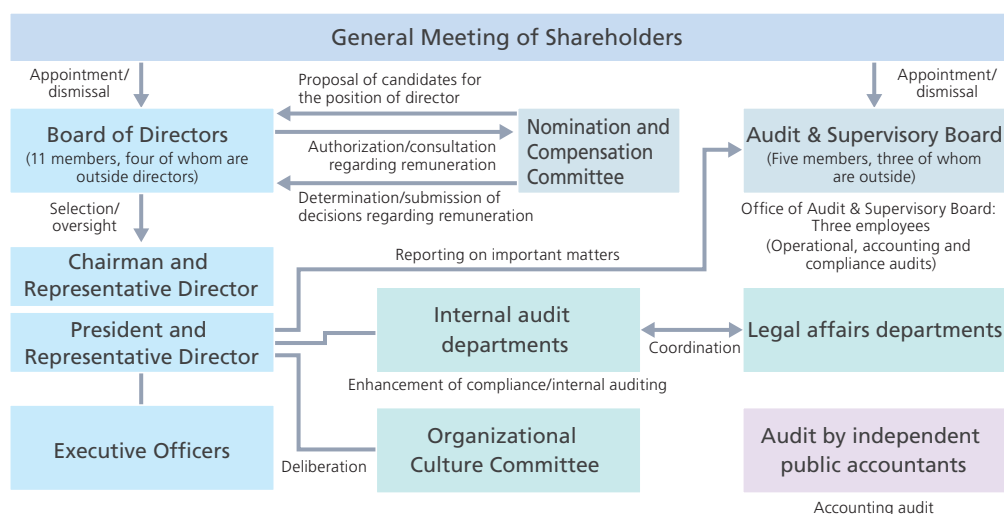 General Meeting of Shareholders
Appointment/
dismissal
Proposal of candidates for
the position of director
Appointment/
dismissal
Board of Directors
(11 members, four of whom are
outside directors)
Authorization/consultation
regarding remuneration
Nomination and
Compensation
Committee
Audit & Supervisory Board
(Five members, three of whom
are outside)
Selection/
oversight
Determination/submission of
decisions regarding remuneration
Office of Audit & Supervisory Board:
Three employees
(Operational, accounting and
compliance audits)
Chairman and
Representative Director
Reporting on important matters
President and
Representative Director
Internal audit
departments
Coordination
Legal affairs departments
Enhancement of compliance/internal auditing
Executive Officers
Deliberation
Organizational
Culture Committee
Audit by independent
public accountants
Accounting audit